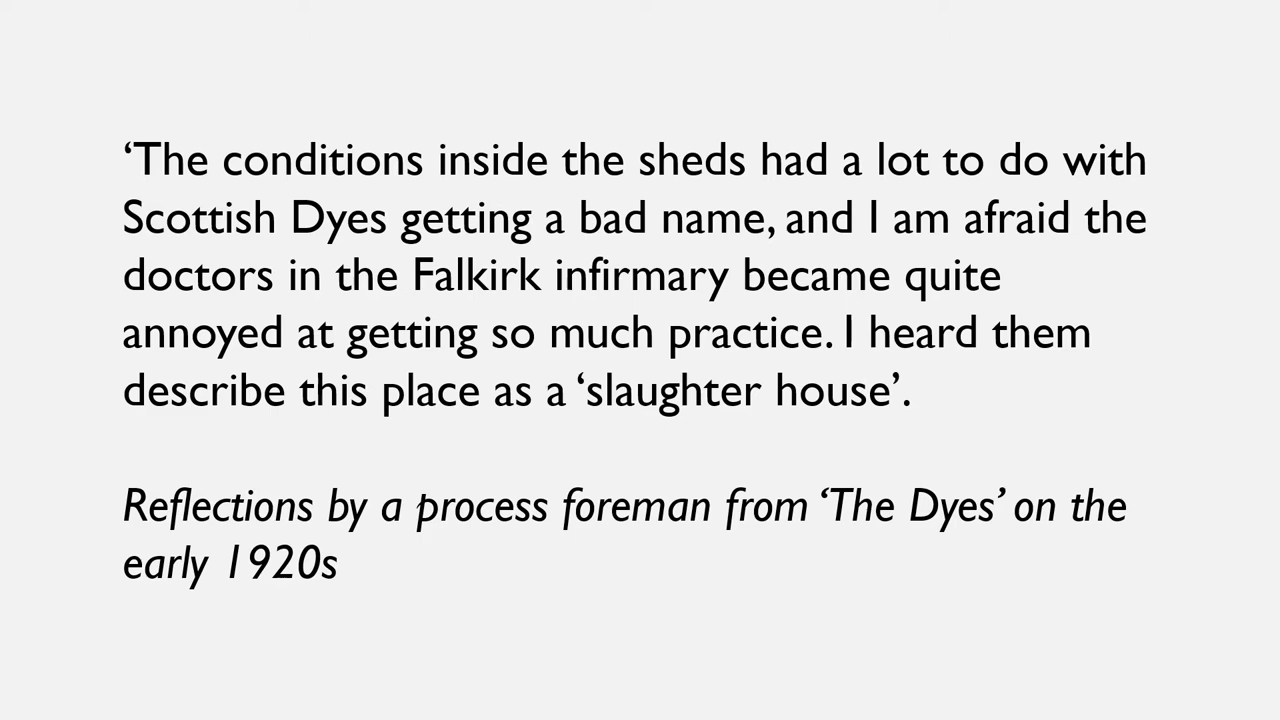 ‘The conditions inside the sheds had a lot to do with
Scottish Dyes getting a bad name, and I am afraid the
doctors in the Falkirk infirmary became quite
annoyed at getting so much practice. I heard them
describe this place as a ‘slaughter house’.
Reflections by a process foreman from ‘The Dyes’ on the
early 1920s